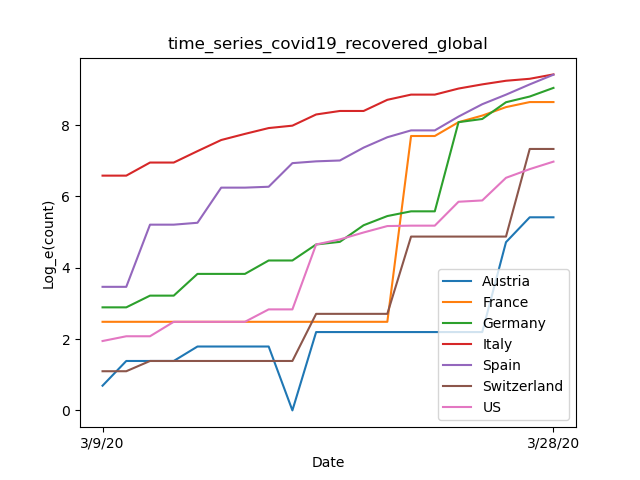 time_series_covid19_recovered_global
Log_e(count)
8
6
4
2
0
3/9/20
3/28/20
Date
Austria
France
Germany
Italy
Spain
Switzerland
US